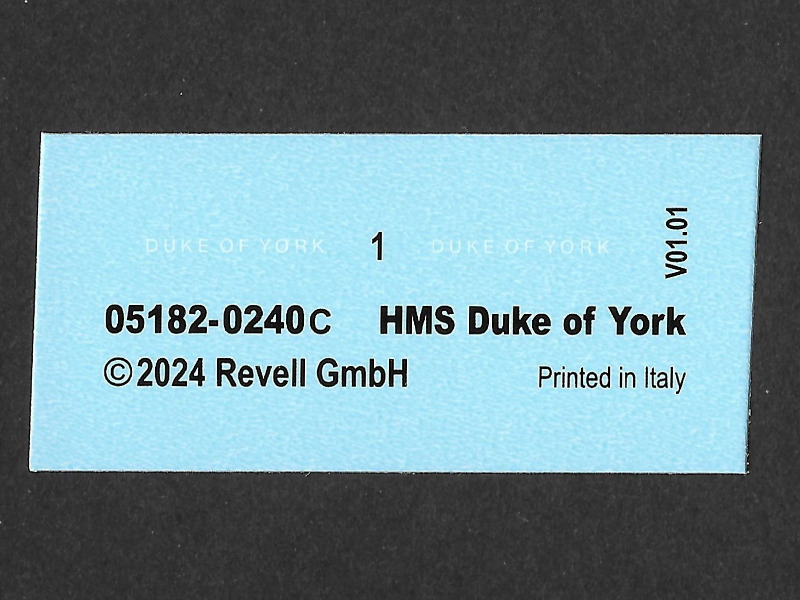 DUKE OF YORK 1 DUKE OF YORK
V01.01
05182-0240C HMS Duke of York
©2024 Revell GmbH Printed in Italy